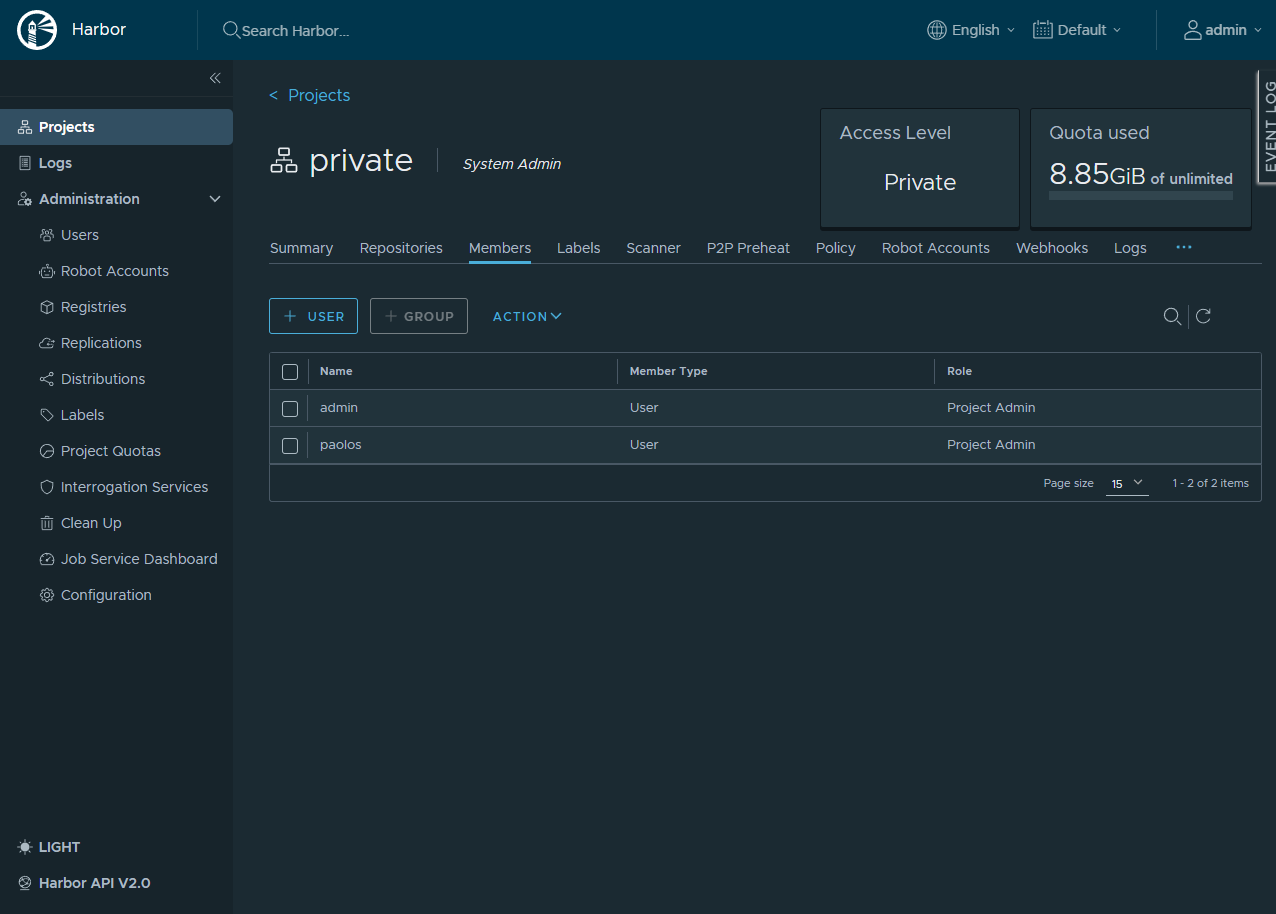 Harbor
Search Harbor...
English
Default
admin
EVENT LOG
Projects
Logs
Administration
Users
Robot Accounts
Registries
Replications
Distributions
Labels
Project Quotas
Interrogation Services
Clean Up
Job Service Dashboard
Configuration
LIGHT
Harbor API V2.0
< Projects
private
System Admin
Access Level
Private
Quota used
8.85GiB of unlimited
Summary Repositories Members Labels Scanner P2P Preheat Policy Robot Accounts Webhooks Logs ...
+ USER + GROUP ACTION
Name Member Type Role
admin User Project Admin
paolos User Project Admin
Page size 15 1 - 2 of 2 items